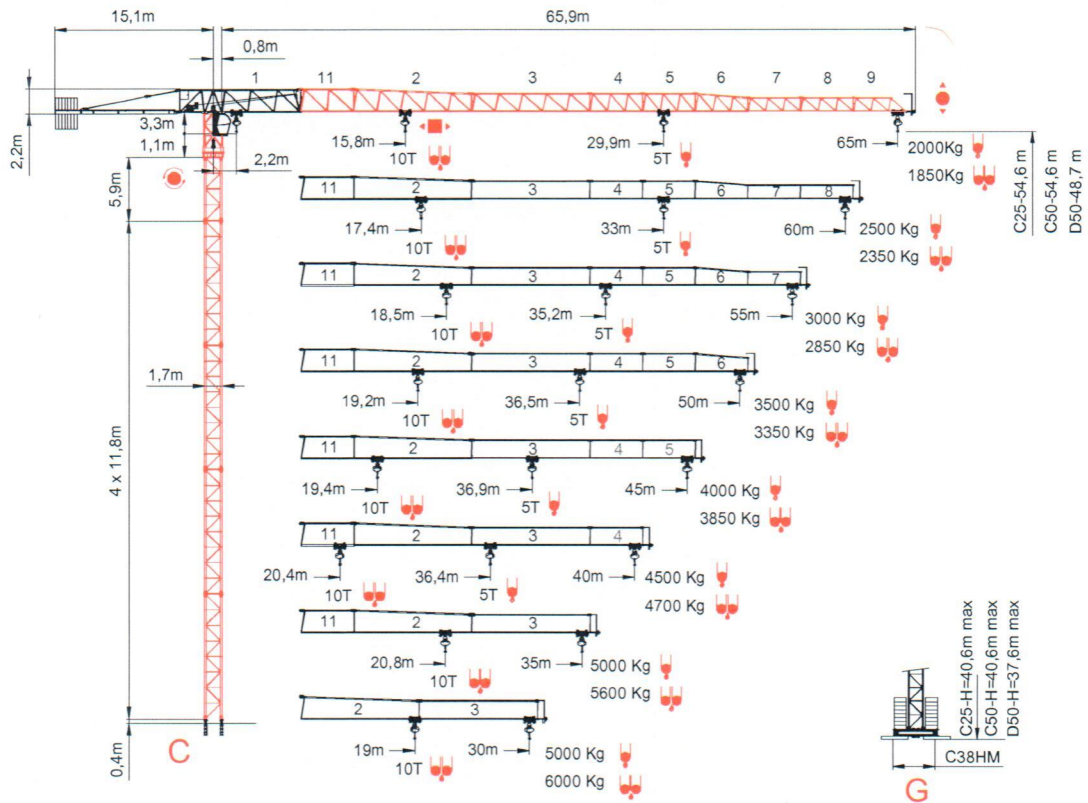 15,1m
65,9m
0,8m
1 11 2 3 4 5 6 7 8 9
2,2m
3,3m
1,1m
2,2m
15,8m
10T
29,9m
5T
65m
2000Kg
1850Kg
C25-54,6 m
C50-54,6 m
D50-48,7 m
5,9m
11 2 3 4 5 6 7 8
17,4m
10T
33m
5T
60m
2500 Kg
2350 Kg
11 2 3 4 5 6 7
18,5m
10T
35,2m
5T
55m
3000 Kg
2850 Kg
11 2 3 4 5 6
1,7m
19,2m
10T
36,5m
5T
50m
3500 Kg
3350 Kg
4 x 11,8m
11 2 3 4 5
19,4m
10T
36,9m
5T
45m
4000 Kg
3850 Kg
11 2 3 4
20,4m
10T
36,4m
5T
40m
4500 Kg
4700 Kg
11 2 3
20,8m
10T
35m
5000 Kg
5600 Kg
2 3
19m
10T
30m
5000 Kg
6000 Kg
0,4m
C
C25-H=40,6m max
C50-H=40,6m max
D50-H=37,6m max
C38HM
G